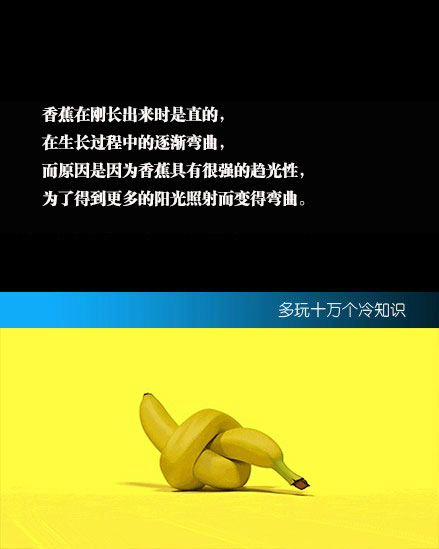 香蕉在刚长出来时是直的，
在生长过程中的逐渐弯曲，
而原因是因为香蕉具有很强的趋光性，
为了得到更多的阳光照射而变得弯曲。
多玩十万个冷知识